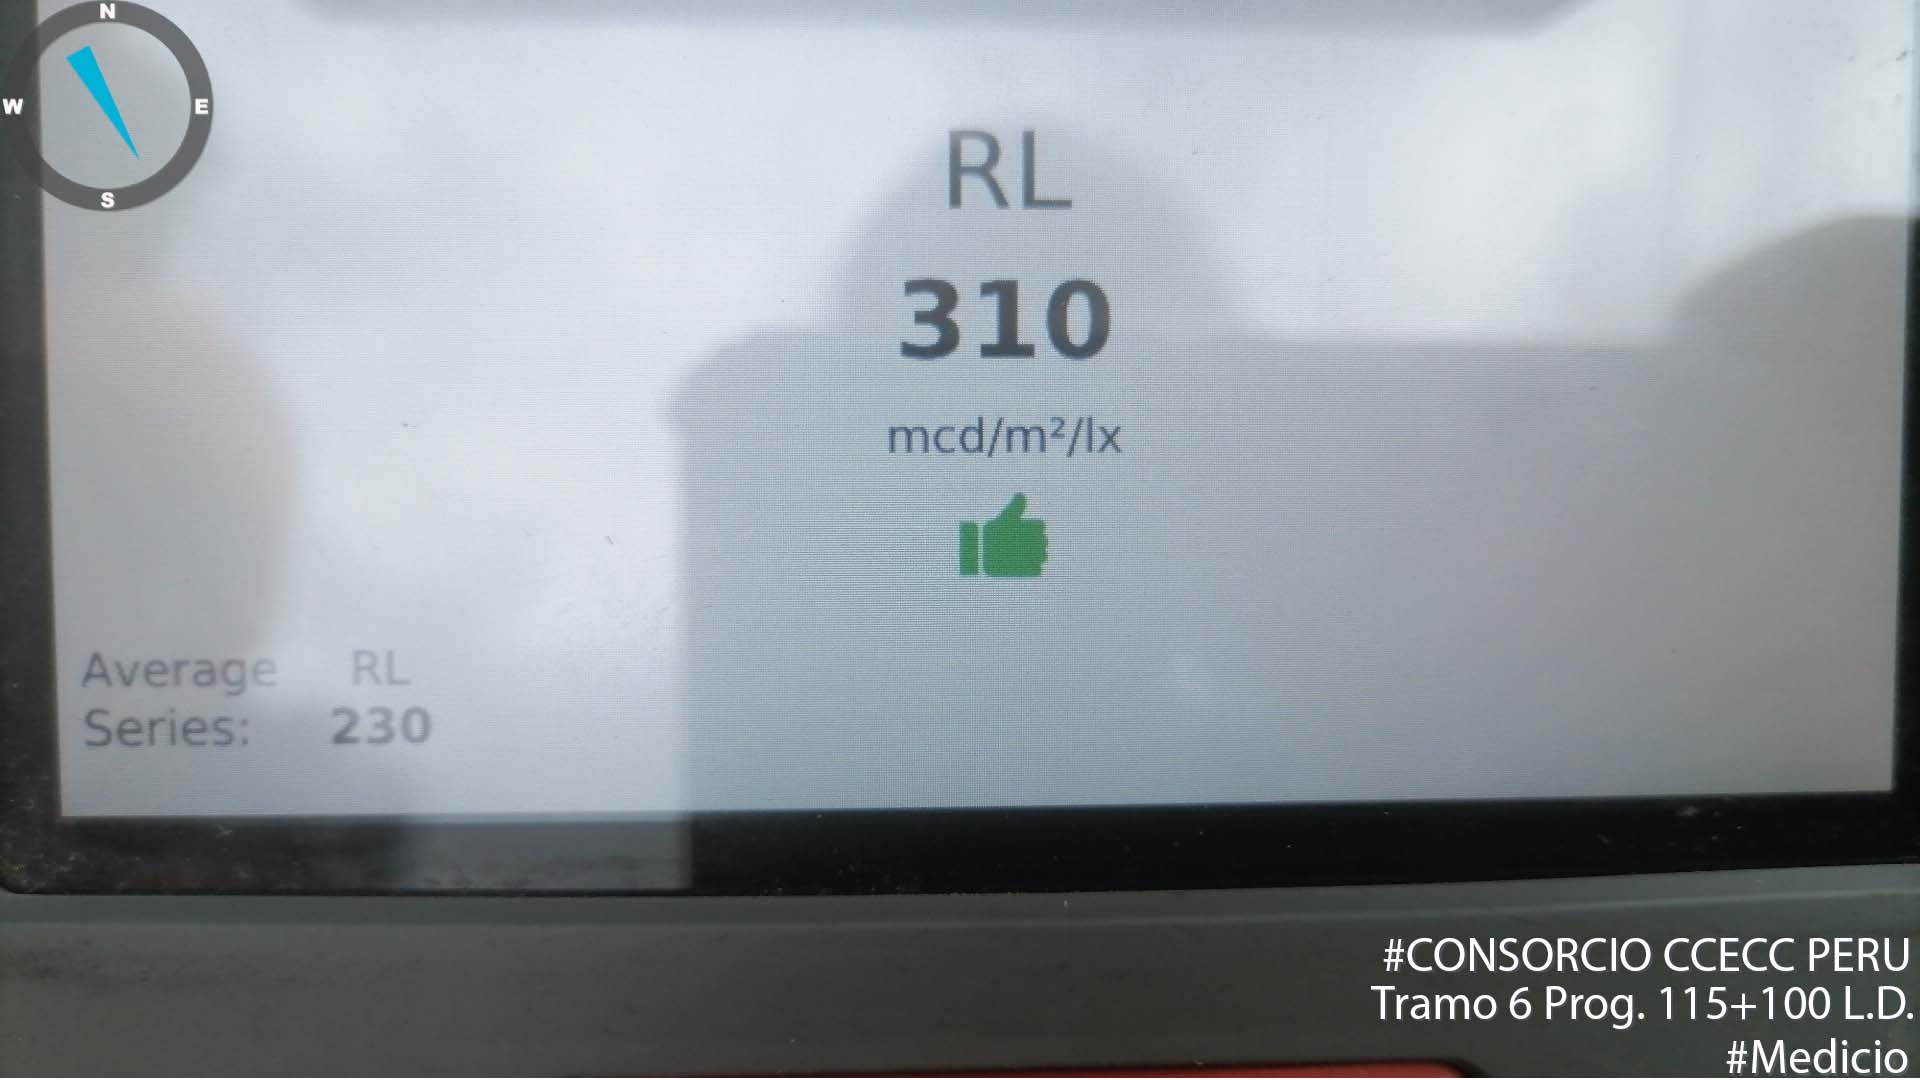 N
W E
S
RL
310
mcd/m²/lx
Average RL
Series: 230
#CONSORCIO CCECC PERU
Tramo 6 Prog. 115+100 L.D.
#Medicio